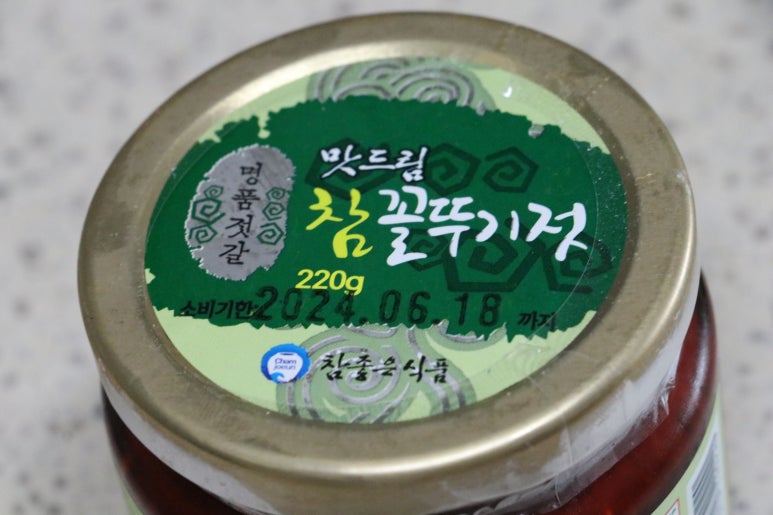 명품젓갈
맛드림
참꼴뚜기젓
220g
소비기한 2024.06.18 까지
Cham
joeun
참좋은식품